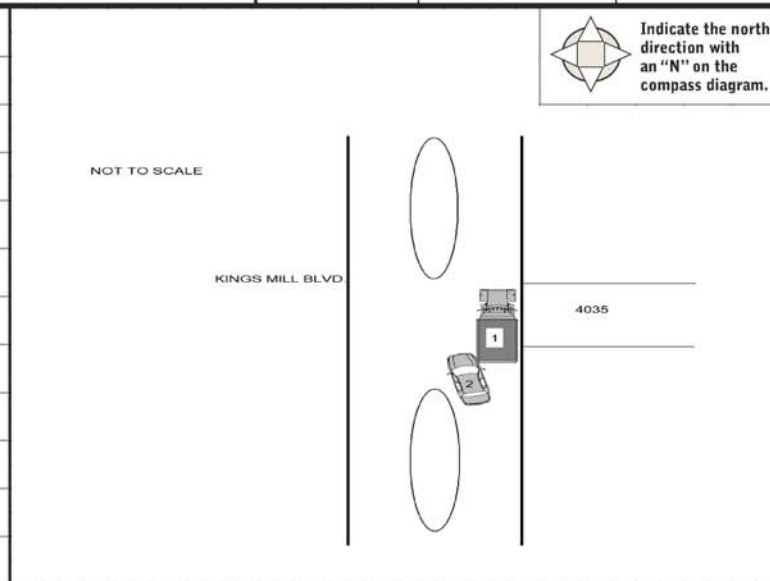 Indicate the north
direction with
an “N” on the
compass diagram.
NOT TO SCALE
KINGS MILL BLVD.
4035
1
2